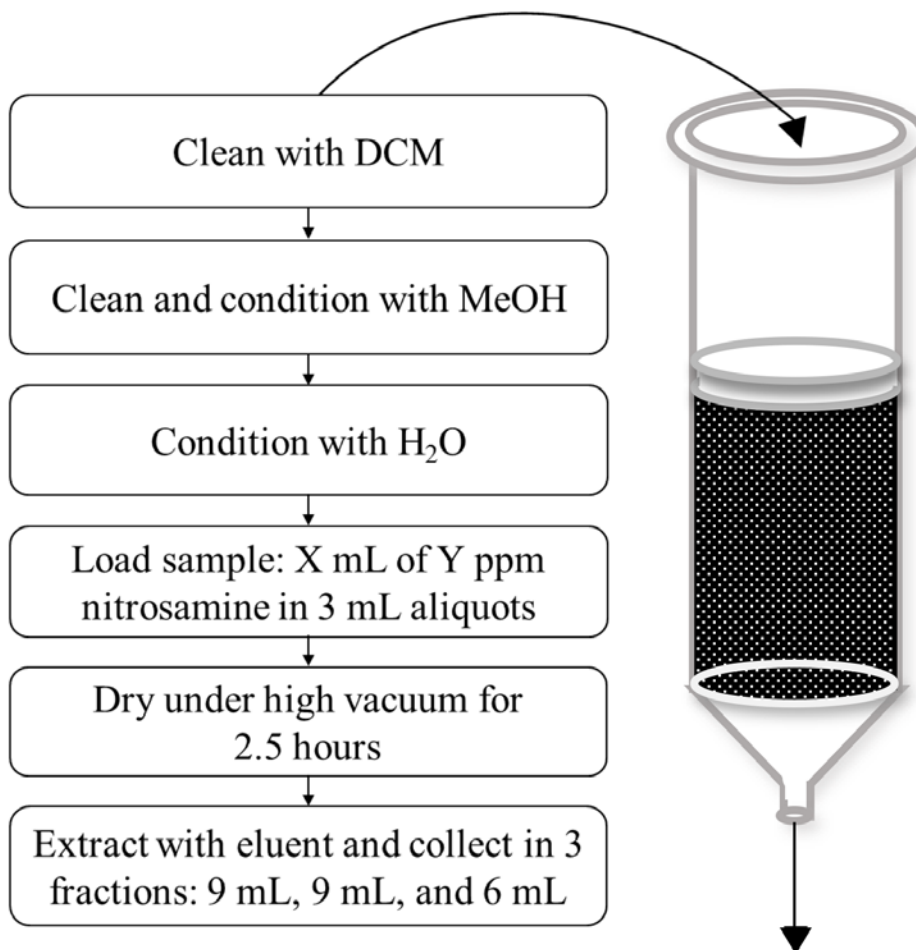 Clean with DCM
Clean and condition with MeOH
Condition with H₂O
Load sample: X mL of Y ppm
nitrosamine in 3 mL aliquots
Dry under high vacuum for
2.5 hours
Extract with eluent and collect in 3
fractions: 9 mL, 9 mL, and 6 mL